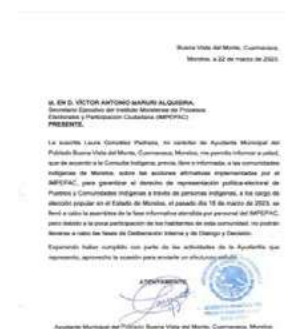 Buena Vista del Monte, Cuernavaca,
Morelos, a 22 de marzo de 2023.
M. EN D. VÍCTOR ANTONIO MARURI ALQUISIRA.
Secretario Ejecutivo del Instituto Morelense de Procesos
Electorales y Participación Ciudadana (IMPEPAC)
PRESENTE.
La suscrita Laura González Pedraza, mi carácter de Ayudante Municipal del
Poblado Buena Vista del Monte, Cuernavaca, Morelos, me permito informar a usted,
que de acuerdo a la Consulta Indígena, previa, libre e informada, a las comunidades
indígenas de Morelos, sobre las acciones afirmativas implementadas por el
IMPEPAC, para garantizar el derecho de representación político-electoral de
Pueblos y Comunidades Indígenas a través de personas indígenas, a los cargos de
elección popular en el Estado de Morelos, el pasado día 18 de marzo de 2023, se
llevó a cabo la asamblea de la fase informativa atendida por personal del IMPEPAC,
pero debido a la poca participación de los habitantes de esta comunidad, no podrán
llevarse a cabo las fases de Deliberación Interna y de Diálogo y Decisión.
Esperando haber cumplido con parte de las actividades de la Ayudantía que
represento, aprovecho la ocasión para enviarle un afectuoso saludo.
ATENTAMENTE
Ayudante Municipal del Poblado Buena Vista del Monte, Cuernavaca, Morelos